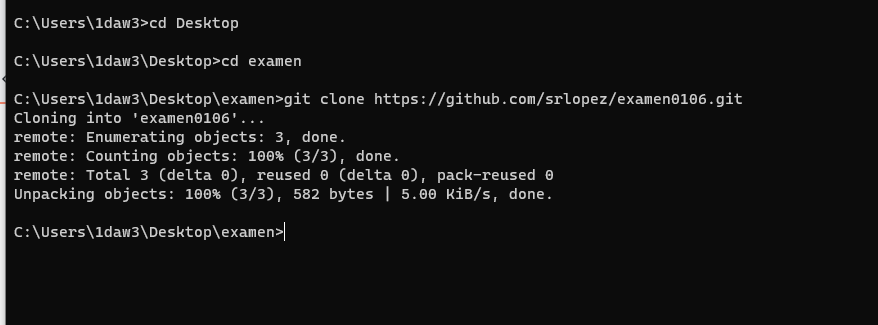 C:\Users\1daw3>cd Desktop
C:\Users\1daw3\Desktop>cd examen
C:\Users\1daw3\Desktop\examen>git clone https://github.com/srlopez/examen0106.git
Cloning into 'examen0106'...
remote: Enumerating objects: 3, done.
remote: Counting objects: 100% (3/3), done.
remote: Total 3 (delta 0), reused 0 (delta 0), pack-reused 0
Unpacking objects: 100% (3/3), 582 bytes | 5.00 KiB/s, done.
C:\Users\1daw3\Desktop\examen>